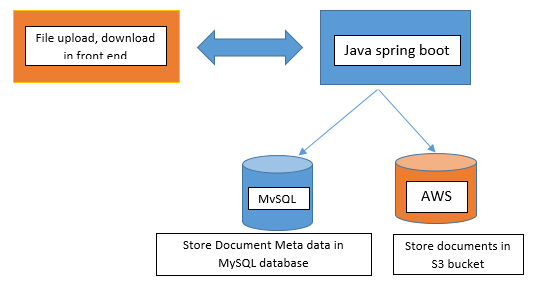 File upload, download
in front end
Java spring boot
MySQL
AWS
Store Document Meta data in
MySQL database
Store documents in
S3 bucket